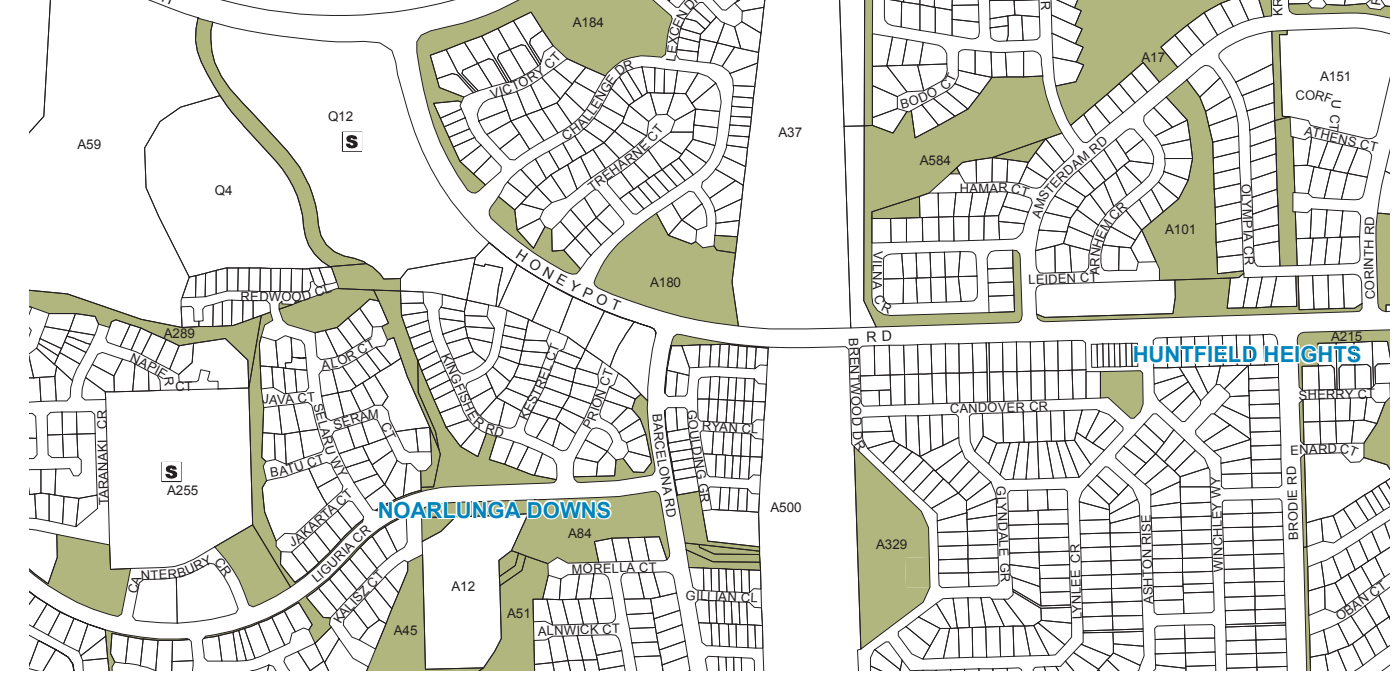 A184
LEXCEN DR
A17
A151
VICTORY CT
CHALLENGE DR
BODO CT
CORFU CT
ATHENS CT
Q12
S
A59
A37
TREHARNE CT
A584
AMSTERDAM RD
HAMAR CT
Q4
OLYMPIA CR
ARNHEM CR
A101
CORINTH RD
HONEYPOT RD
A180
VILNA CR
LEIDEN CT
REDWOOD CL
A289
NAPIER CT
ALOR CT
KINGFISHER RD
KESTREL CT
PRION CT
BRENTWOOD DR
A215
HUNTFIELD HEIGHTS
JAVA CT
SELARU WY
SERAM CT
TARANAKI CR
BARCELONA RD
GOULDING GR
RYAN CL
CANDOVER CR
SHERRY CT
BATU CT
ENARD CT
S
A255
JAKARTA CT
NOARLUNGA DOWNS
A500
GLYNDALE GR
LYNLEE CR
ASHTON RISE
WINCHLEY WY
BRODIE RD
LIGURIA CR
A84
A329
CANTERBURY CR
MORELLA CT
KALISZ CT
A12
GILLIAN CL
A51
OBAN CT
A45
ALNWICK CT